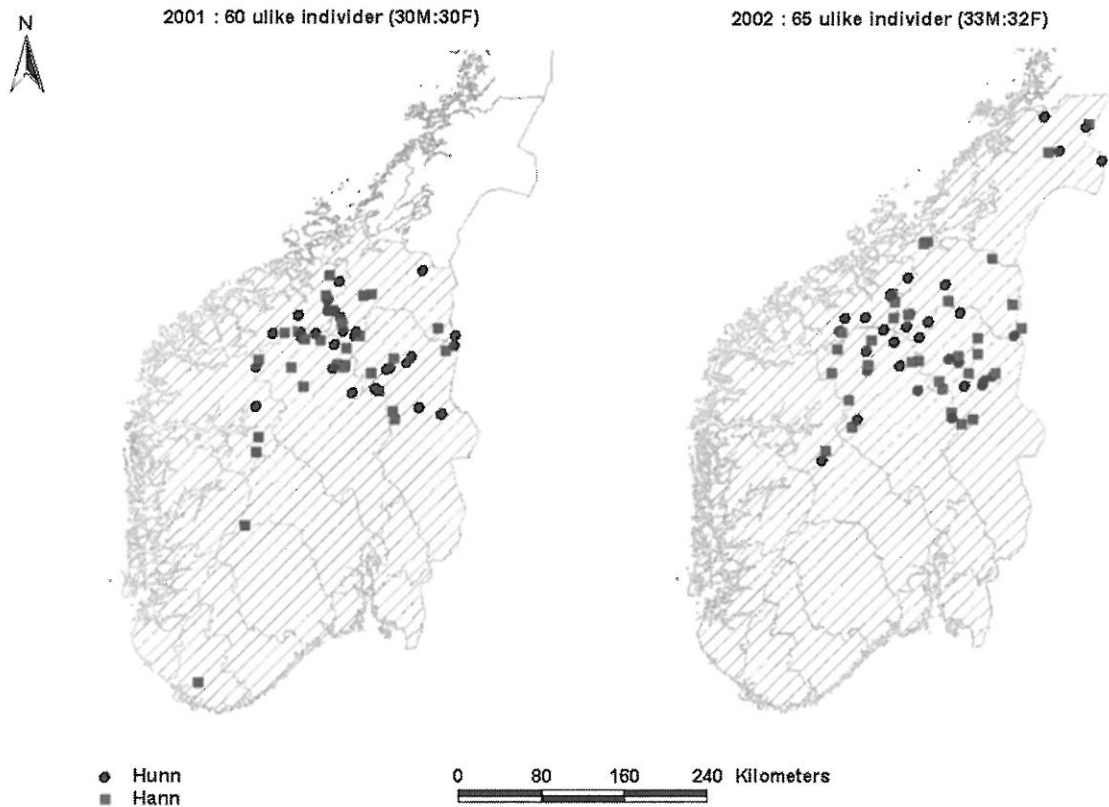 2001 : 60 ulike individer (30M:30F)
2002 : 65 ulike individer (33M:32F)
N
Hunn
Hann
0 80 160 240 Kilometers